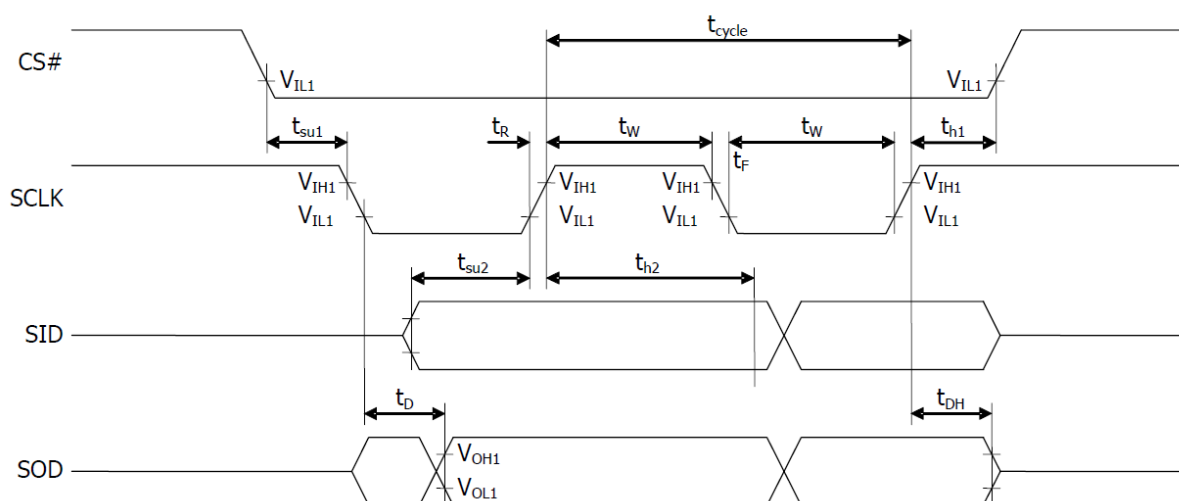 t_cycle
CS#
V_IL1 V_IL1
t_su1 t_R t_W t_W t_h1
t_F
SCLK
V_IH1 V_IH1 V_IH1
V_IL1 V_IL1 V_IL1 V_IL1
t_su2 t_h2
SID
t_D t_DH
SOD
V_OH1
V_OL1